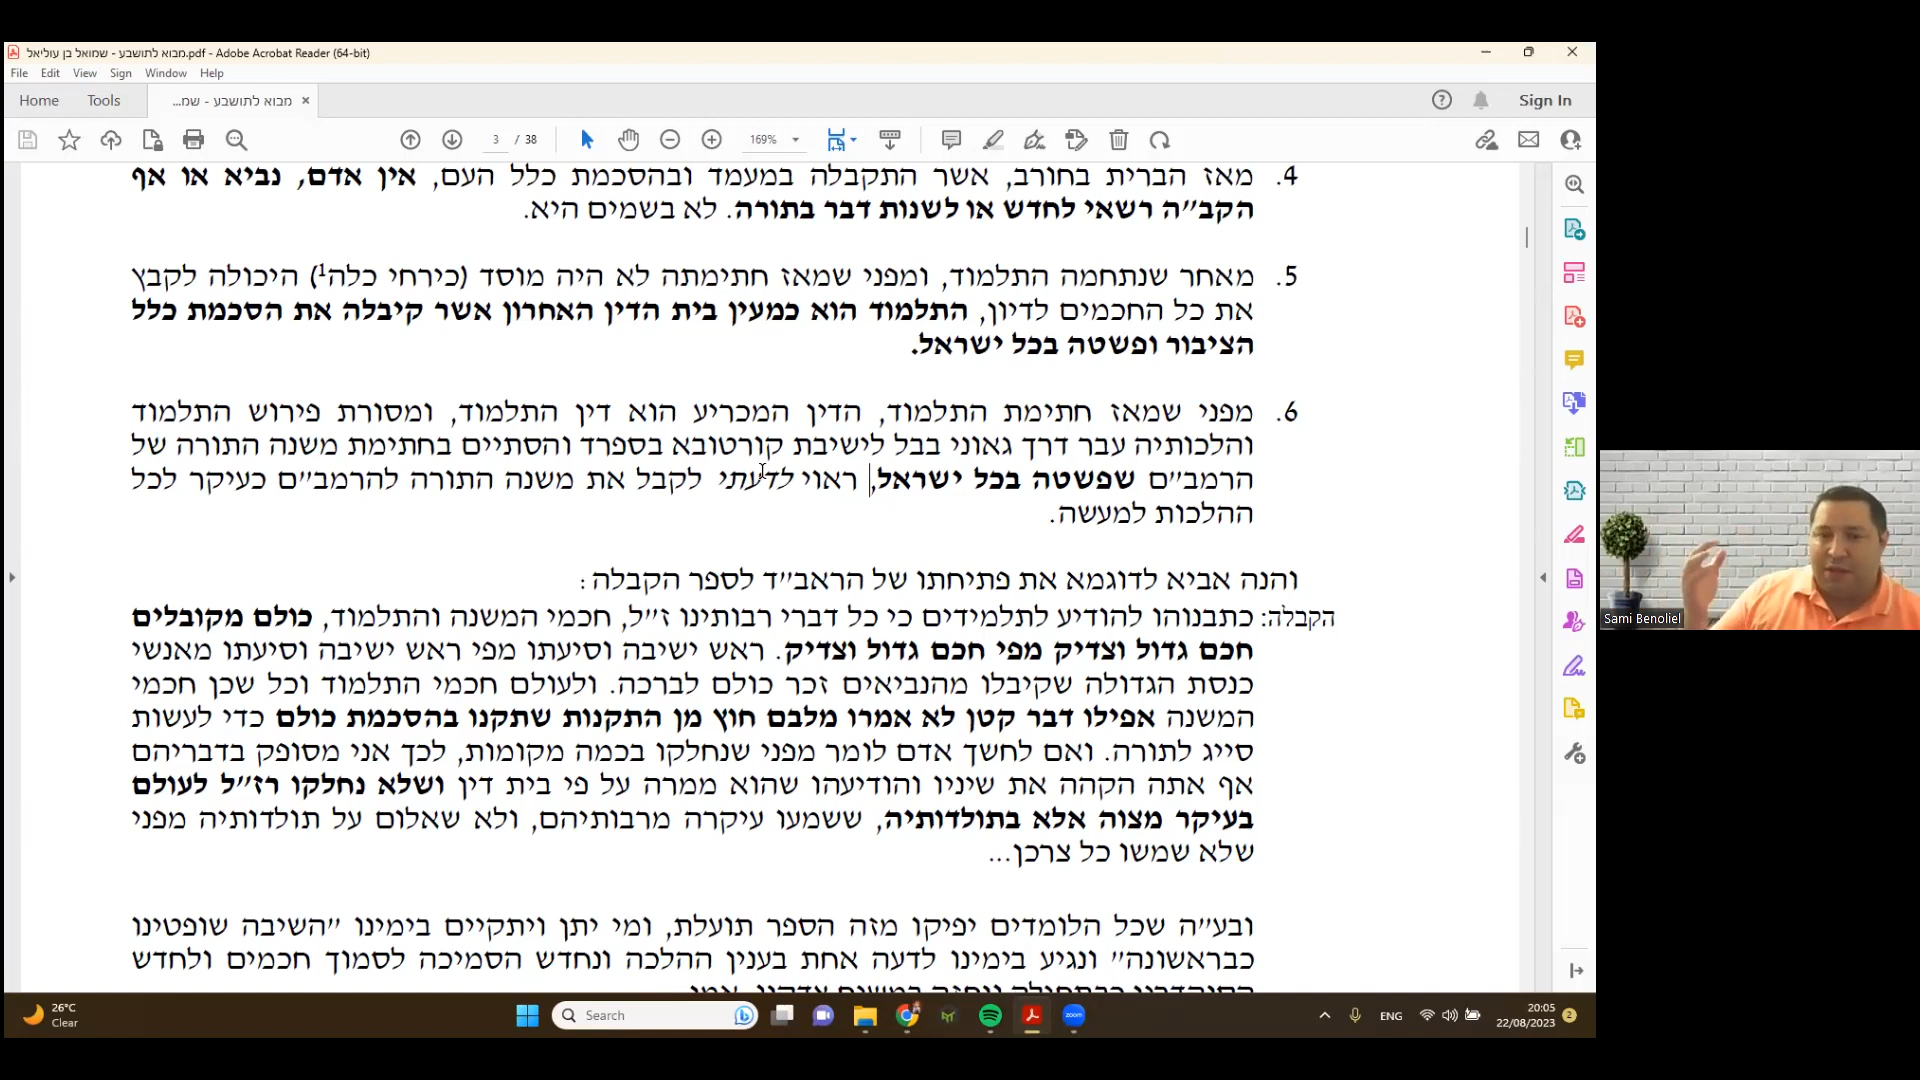 מבוא לתושבע - שמואל בן עוליאל.pdf - Adobe Acrobat Reader (64-bit)
File Edit View Sign Window Help
Home Tools מבוא לתושבע - שמ... × Sign In
3 / 38 169%
4. מאז הברית בחורב, אשר התקבלה במעמד ובהסכמת כלל העם, אין אדם, נביא או אף
הקב״ה רשאי לחדש או לשנות דבר בתורה. לא בשמים היא.
5. מאחר שנתחמה התלמוד, ומפני שמאז חתימתה לא היה מוסד (כירחי כלה1) היכולה לקבץ
את כל החכמים לדיון, התלמוד הוא כמעין בית הדין האחרון אשר קיבלה את הסכמת כלל
הציבור ופשטה בכל ישראל.
6. מפני שמאז חתימת התלמוד, הדין המכריע הוא דין התלמוד, ומסורת פירוש התלמוד
והלכותיה עבר דרך גאוני בבל לישיבת קורטובא בספרד והסתיים בחתימת משנה התורה של
הרמב״ם שפשטה בכל ישראל, ראוי לדעתי לקבל את משנה התורה להרמב״ם כעיקר לכל
ההלכות למעשה.
והנה אביא לדוגמא את פתיחתו של הראב״ד לספר הקבלה:
הקבלה: כתבנוהו להודיע לתלמידים כי כל דברי רבותינו ז״ל, חכמי המשנה והתלמוד, כולם מקובלים
חכם גדול וצדיק מפי חכם גדול וצדיק. ראש ישיבה וסיעתו מפי ראש ישיבה וסיעתו מאנשי
כנסת הגדולה שקיבלו מהנביאים זכר כולם לברכה. ולעולם חכמי התלמוד וכל שכן חכמי
המשנה אפילו דבר קטן לא אמרו מלבם חוץ מן התקנות שתקנו בהסכמת כולם כדי לעשות
סייג לתורה. ואם לחשך אדם לומר מפני שנחלקו בכמה מקומות, לכך אני מסופק בדבריהם
אף אתה הקהה את שיניו והודיעהו שהוא ממרה על פי בית דין ושלא נחלקו רז״ל לעולם
בעיקר מצוה אלא בתולדותיה, ששמעו עיקרה מרבותיהם, ולא שאלום על תולדותיה מפני
שלא שמשו כל צרכן...
ובע״ה שכל הלומדים יפיקו מזה הספר תועלת, ומי יתן ויתקיים בימינו ״השיבה שופטינו
כבראשונה״ ונגיע בימינו לדעה אחת בענין ההלכה ונחדש הסמיכה לסמוך חכמים ולחדש
Sami Benoliel
26°C
Clear
Search
zoom
ENG
20:05
22/08/2023
2